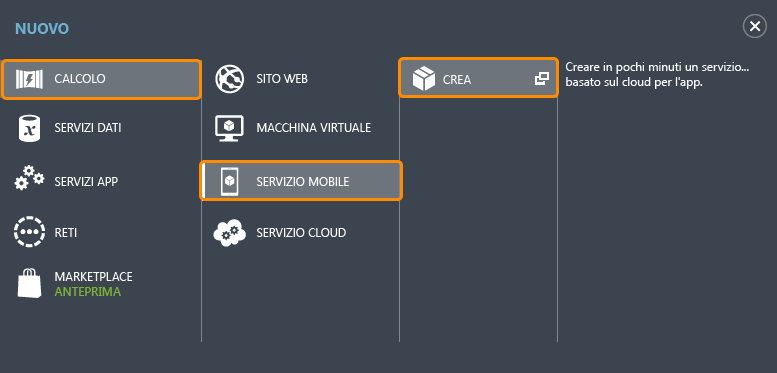 NUOVO
CALCOLO
SERVIZI DATI
SERVIZI APP
RETI
MARKETPLACE
ANTEPRIMA
SITO WEB
MACCHINA VIRTUALE
SERVIZIO MOBILE
SERVIZIO CLOUD
CREA
Creare in pochi minuti un servizio...
basato sul cloud per l'app.